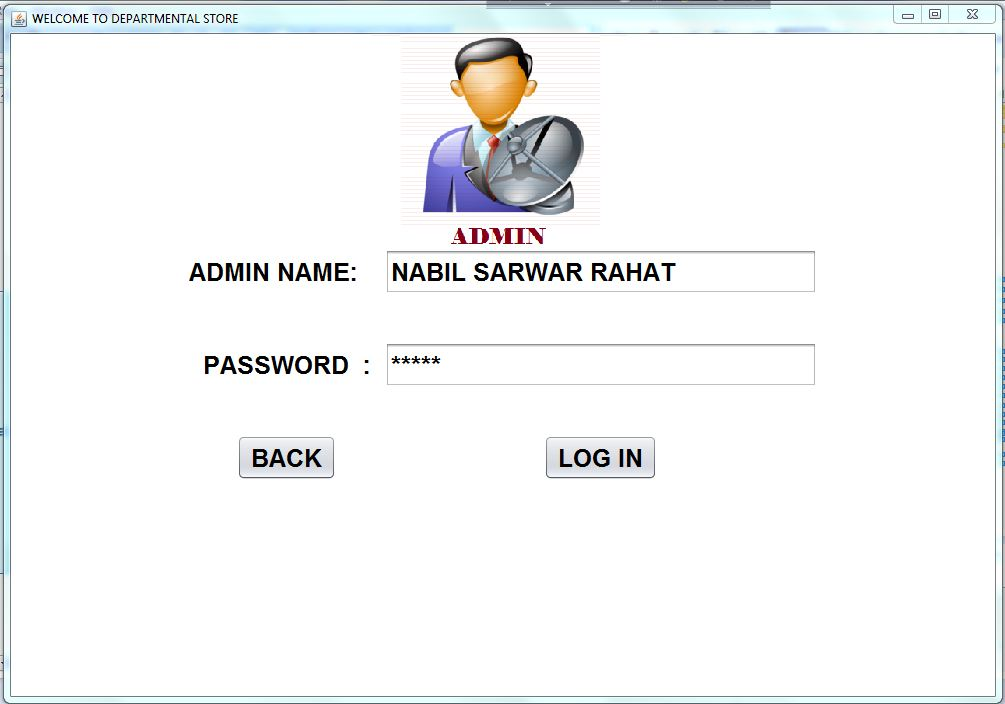 WELCOME TO DEPARTMENTAL STORE
ADMIN
ADMIN NAME: NABIL SARWAR RAHAT
PASSWORD : *****
BACK LOG IN